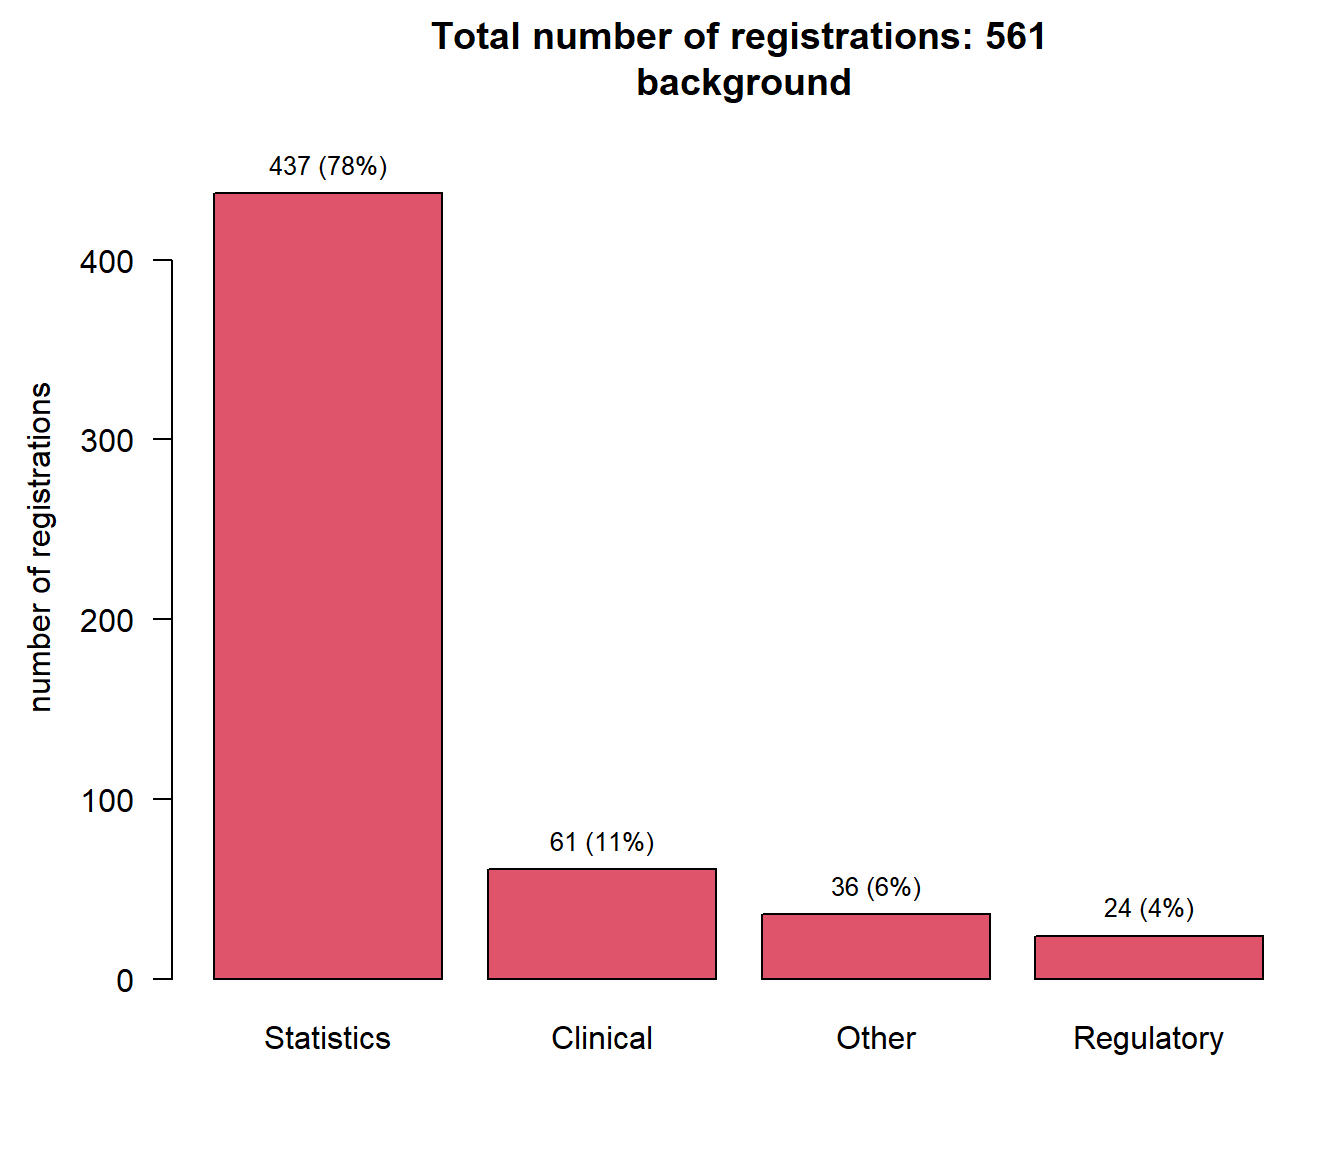 Total number of registrations: 561
background
437 (78%)
61 (11%)
36 (6%)
24 (4%)
400
300
200
100
0
number of registrations
Statistics
Clinical
Other
Regulatory